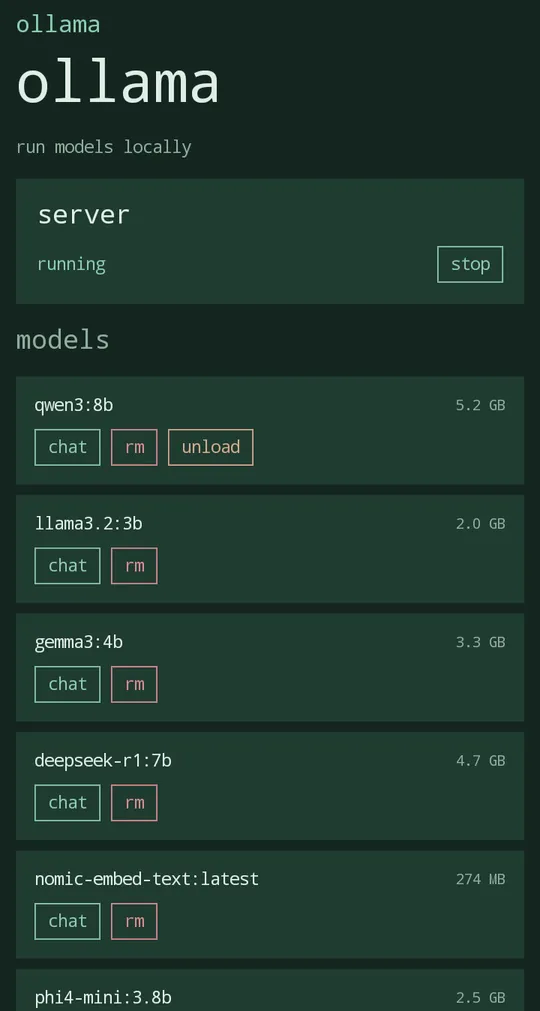 ollama
ollama
run models locally
server
running stop
models
qwen3:8b 5.2 GB
chat rm unload
llama3.2:3b 2.0 GB
chat rm
gemma3:4b 3.3 GB
chat rm
deepseek-r1:7b 4.7 GB
chat rm
nomic-embed-text:latest 274 MB
chat rm
phi4-mini:3.8b 2.5 GB